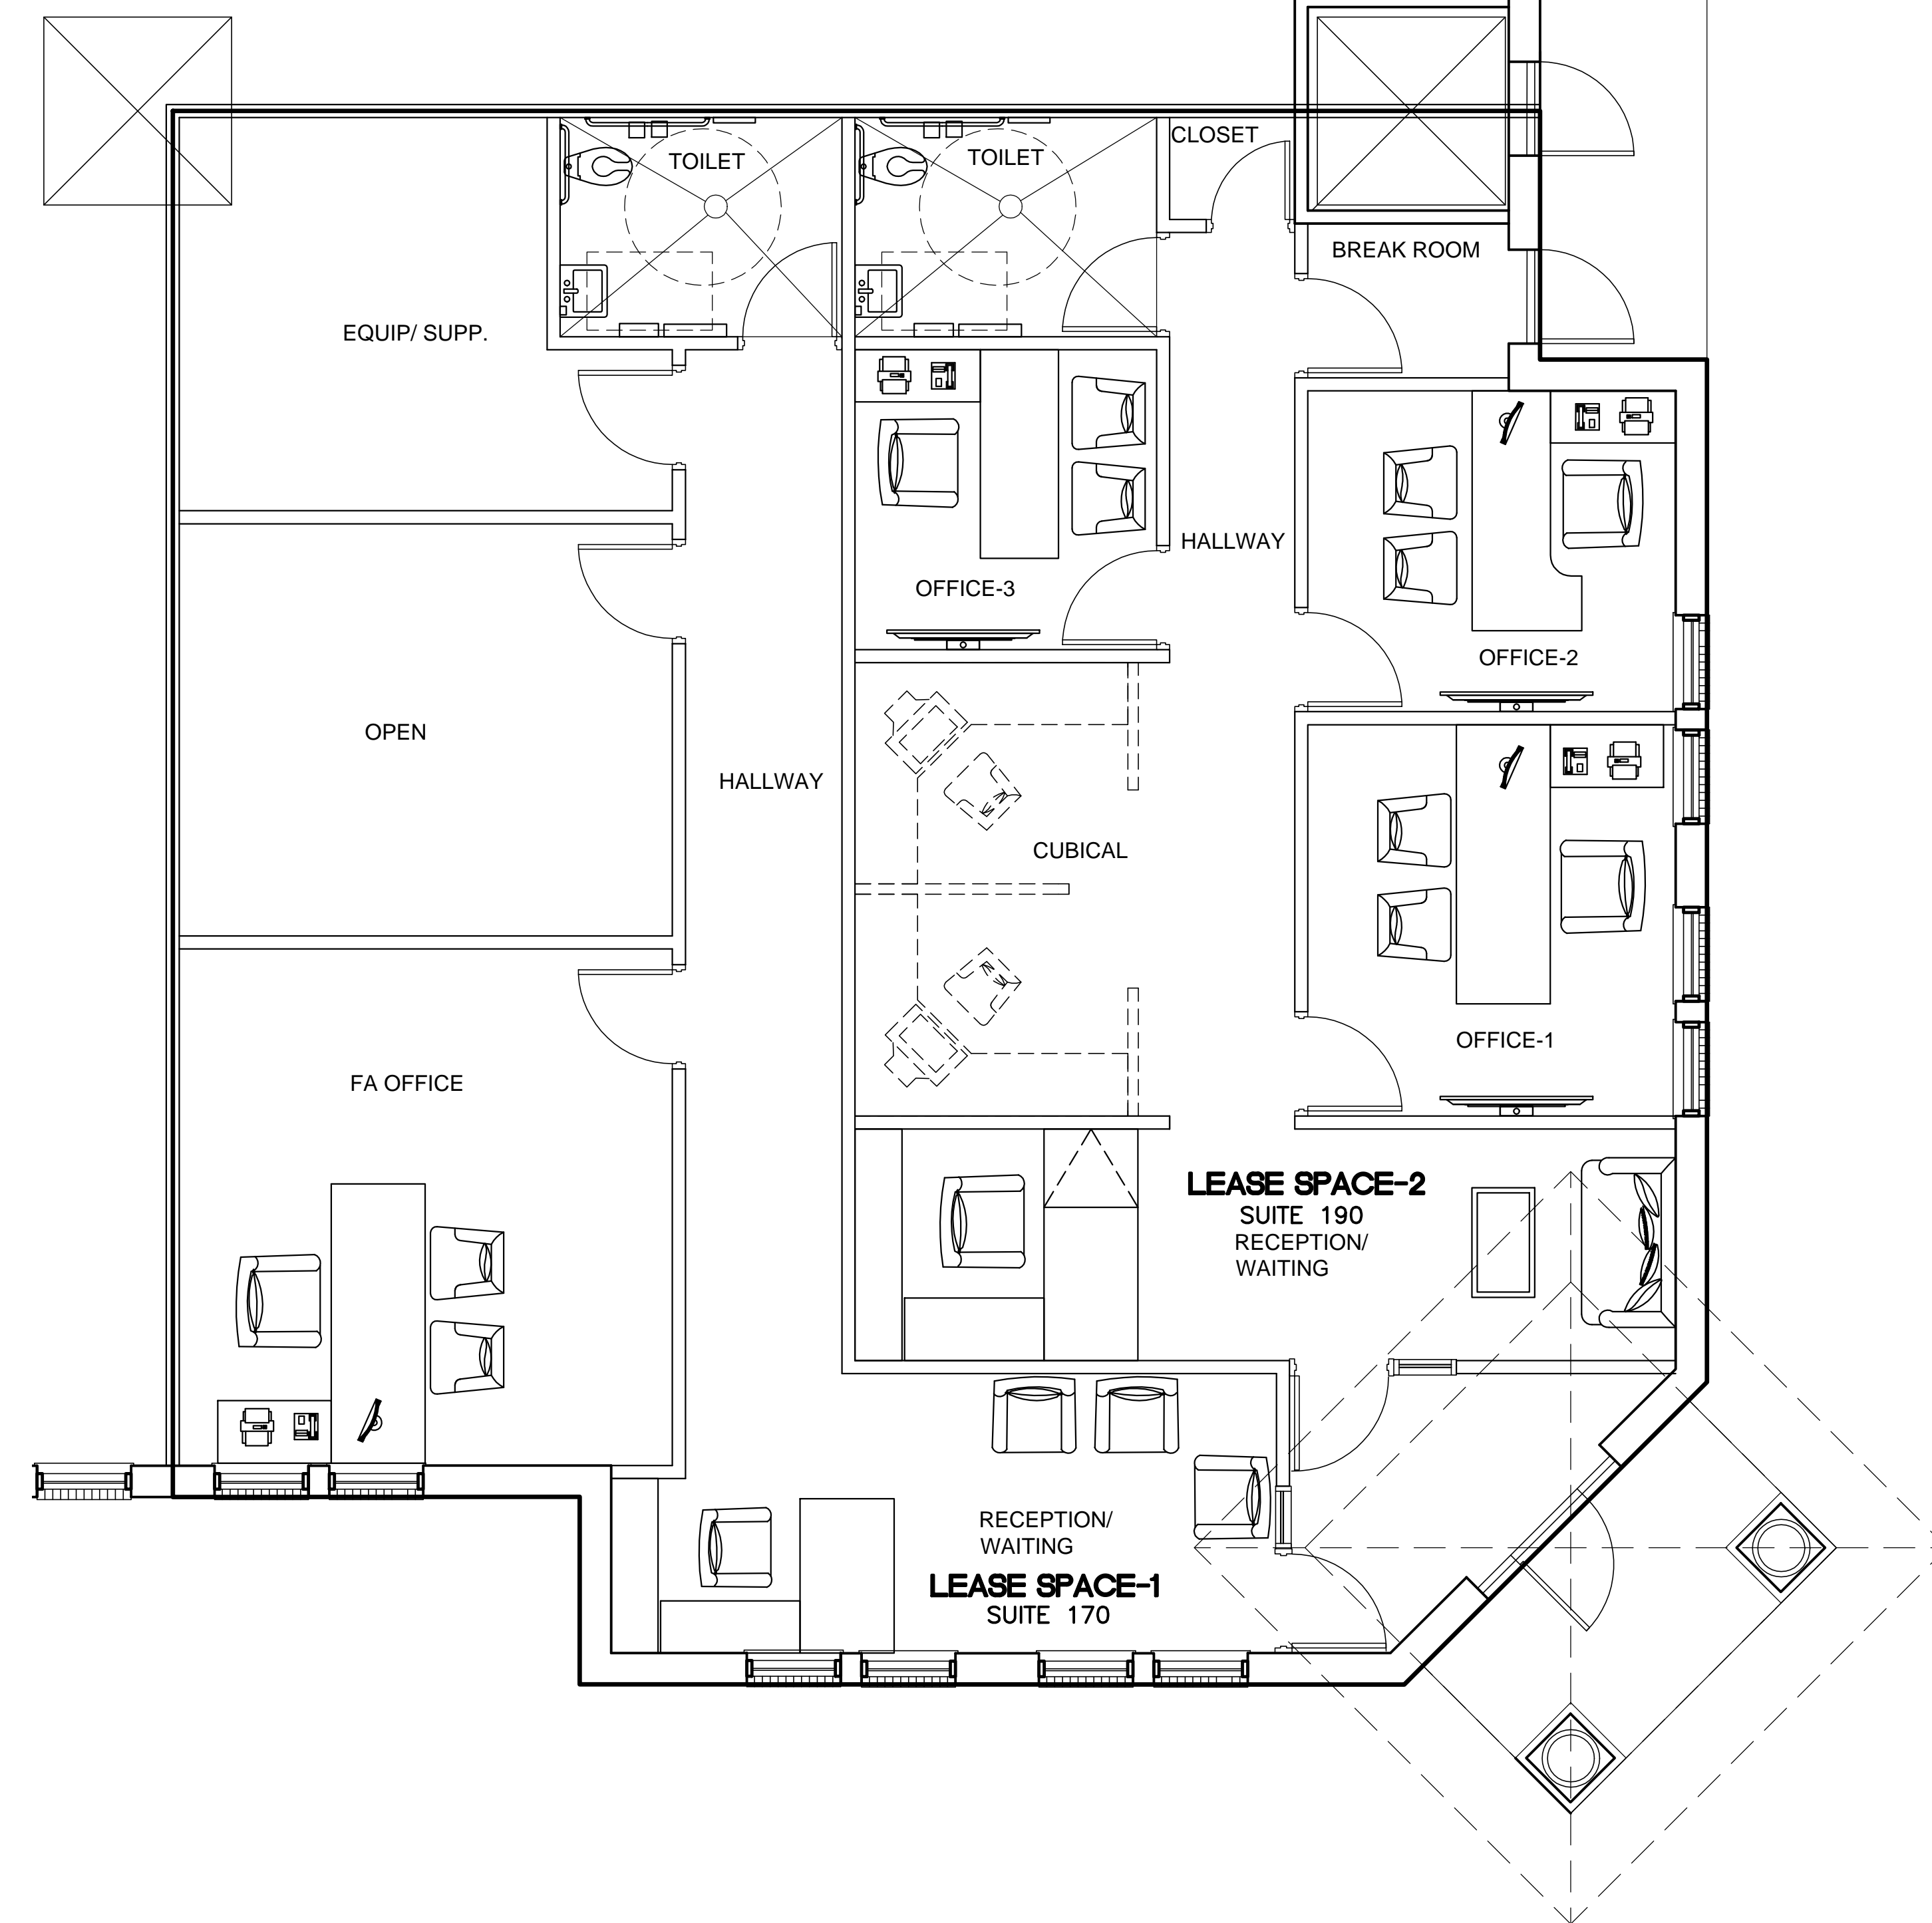 CLOSET
TOILET
TOILET
BREAK ROOM
EQUIP/ SUPP.
HALLWAY
OFFICE-3
OFFICE-2
OPEN
HALLWAY
CUBICAL
OFFICE-1
FA OFFICE
LEASE SPACE-2
SUITE 190
RECEPTION/
WAITING
RECEPTION/
WAITING
LEASE SPACE-1
SUITE 170